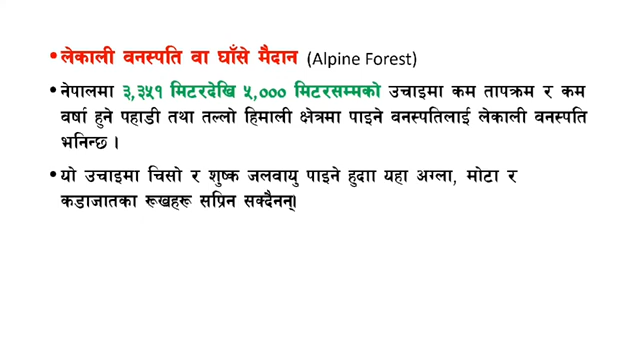 •लेकाली वनस्पति वा घाँसे मैदान (Alpine Forest)
•नेपालमा ३,३५१ मिटरदेखि ५,००० मिटरसम्मको उचाइमा कम तापक्रम र कम
वर्षा हुने पहाडी तथा तल्लो हिमाली क्षेत्रमा पाइने वनस्पतिलाई लेकाली वनस्पति
भनिन्छ ।
•यो उचाइमा चिसो र शुष्क जलवायु पाइने हुदाा यहा अग्ला, मोटा र
कडाजातका रूखहरू सप्रिन सक्दैनन्।